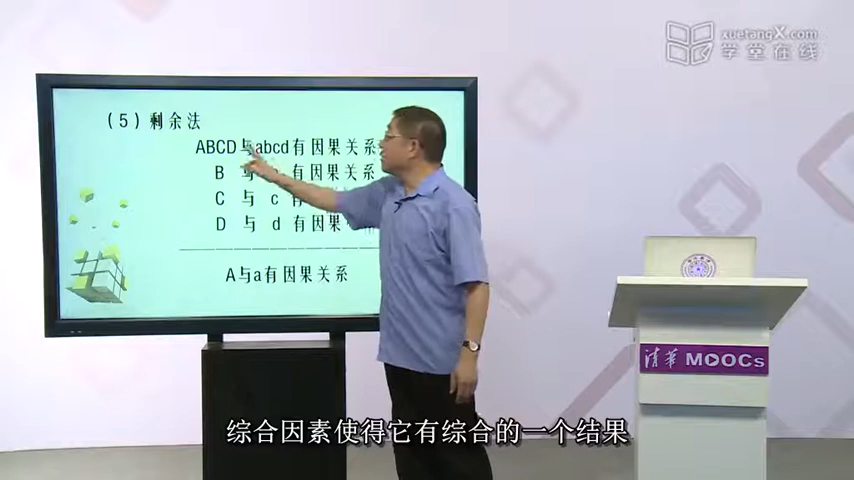 xuetangX.com
学堂在线
(5)剩余法
ABCD与abcd有因果关系
B 与 有因果关系
C 与 c 有因
D 与 d 有因果
A与a有因果关系
清华 MOOCs
综合因素使得它有综合的一个结果